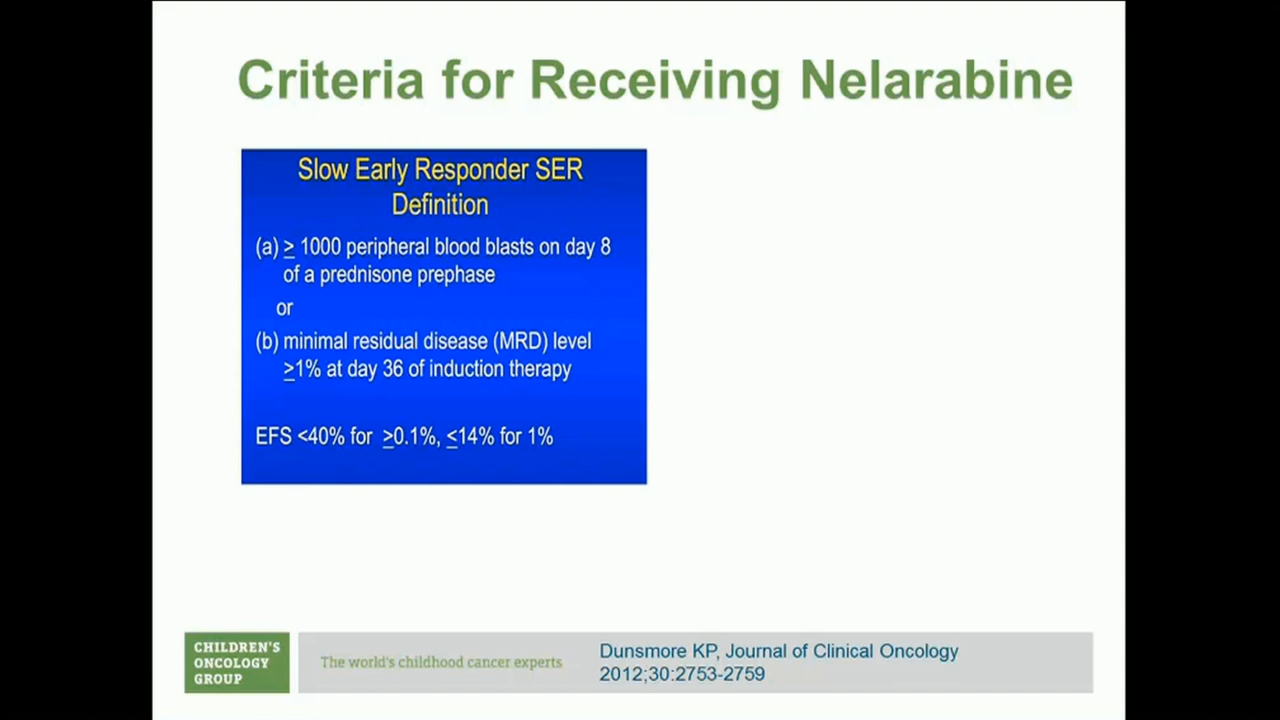 Criteria for Receiving Nelarabine
Slow Early Responder SER
Definition
(a) ≥ 1000 peripheral blood blasts on day 8
of a prednisone prephase
or
(b) minimal residual disease (MRD) level
≥1% at day 36 of induction therapy
EFS <40% for ≥0.1%, ≤14% for 1%
CHILDREN'S
ONCOLOGY
GROUP
The world's childhood cancer experts
Dunsmore KP, Journal of Clinical Oncology
2012;30:2753-2759